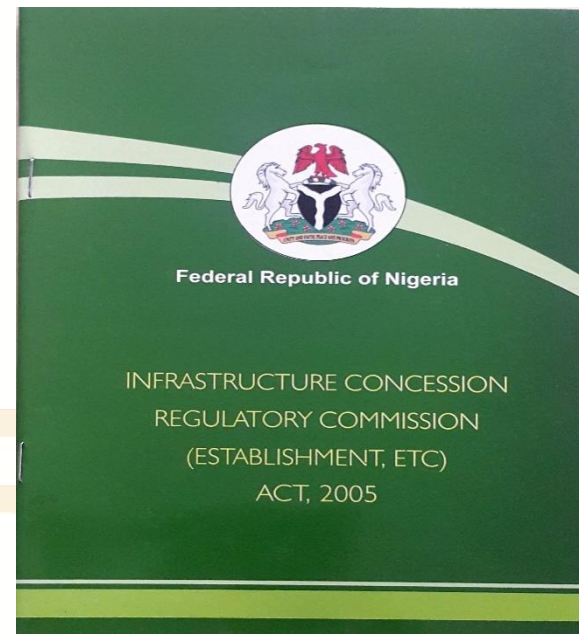 Federal Republic of Nigeria
INFRASTRUCTURE CONCESSION
REGULATORY COMMISSION
(ESTABLISHMENT, ETC)
ACT, 2005